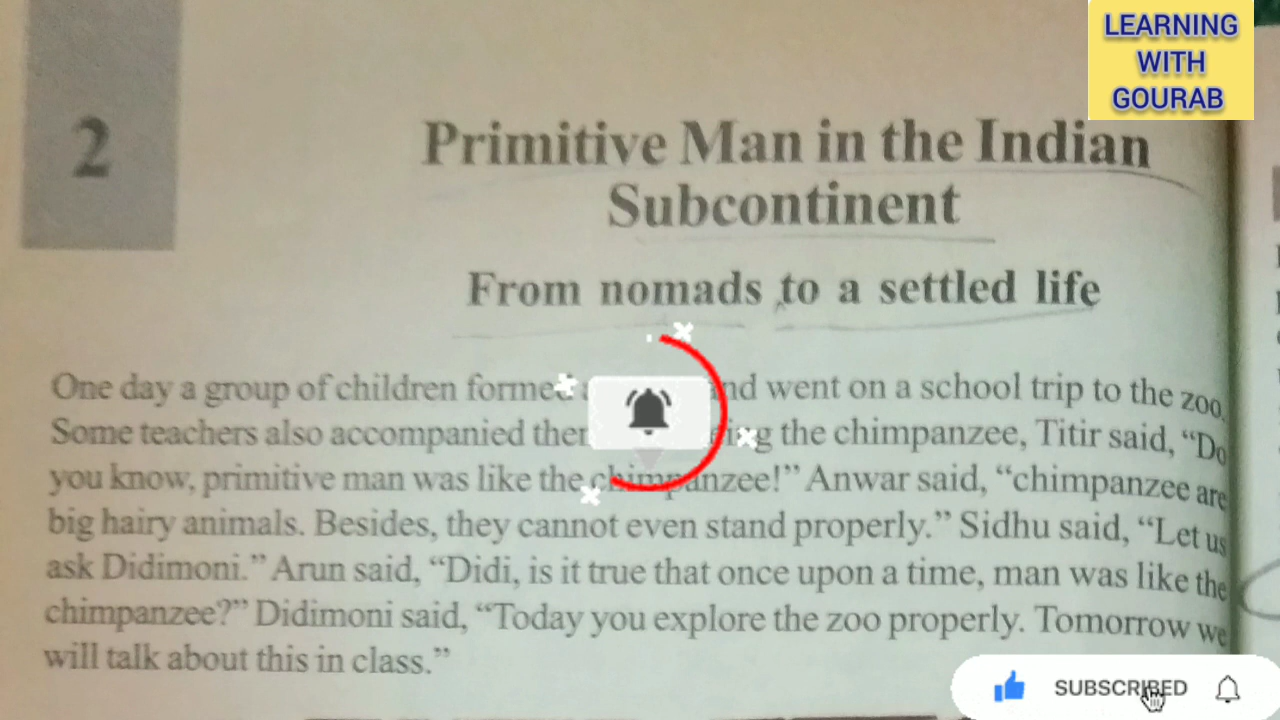 LEARNING
WITH
GOURAB
2
Primitive Man in the Indian
Subcontinent
From nomads to a settled life
One day a group of children formed and went on a school trip to the zoo.
Some teachers also accompanied the chimpanzee, Titir said, “Do
you know, primitive man was like the chimpanzee!” Anwar said, “chimpanzee are
big hairy animals. Besides, they cannot even stand properly.” Sidhu said, “Let us
ask Didimoni.” Arun said, “Didi, is it true that once upon a time, man was like the
chimpanzee?” Didimoni said, “Today you explore the zoo properly. Tomorrow we
will talk about this in class.”
SUBSCRIBED